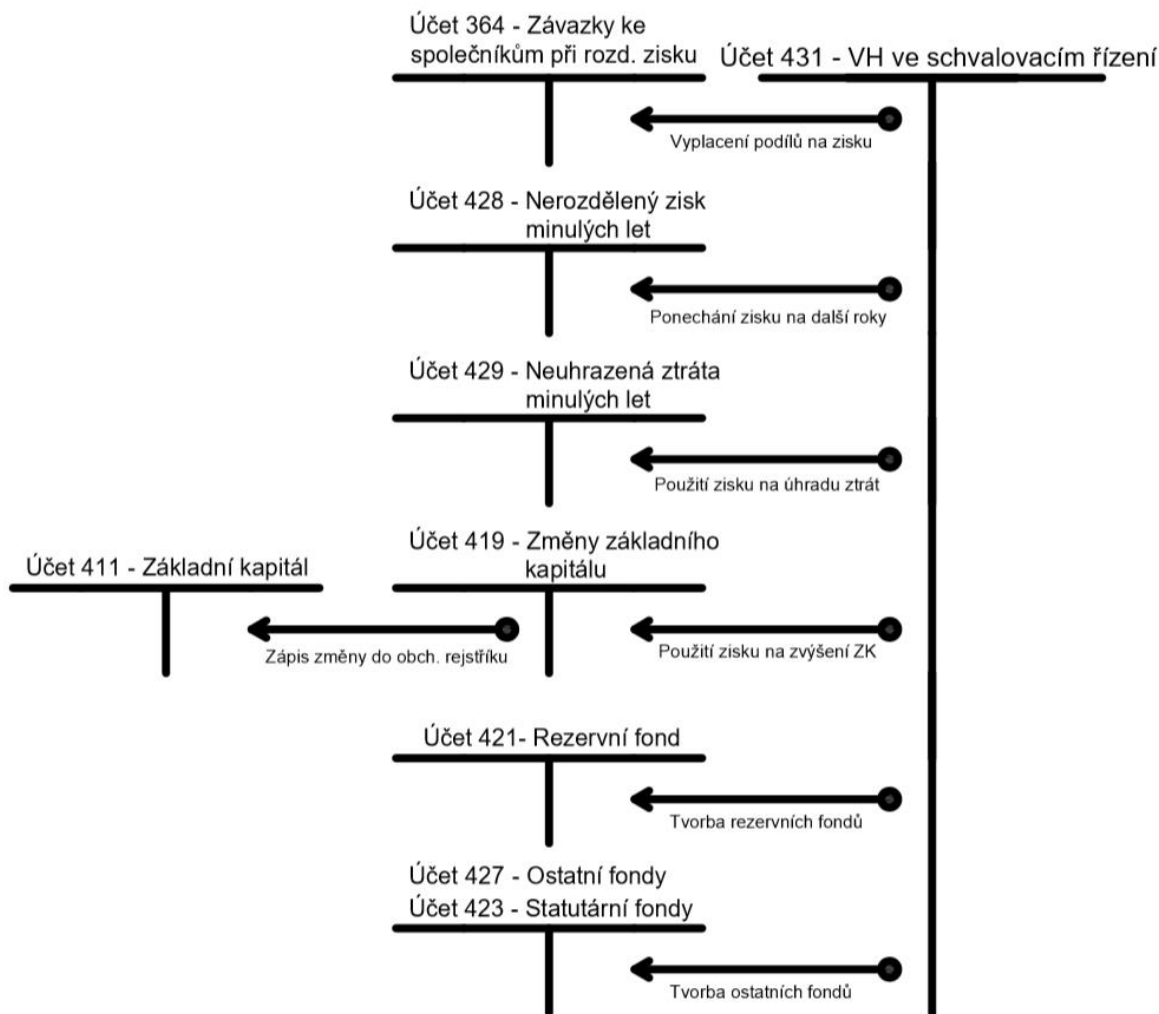 Účet 364 - Závazky ke
společníkům při rozd. zisku
Účet 431 - VH ve schvalovacím řízení
Vyplacení podílů na zisku
Účet 428 - Nerozdělený zisk
minulých let
Ponechání zisku na další roky
Účet 429 - Neuhrazená ztráta
minulých let
Použití zisku na úhradu ztrát
Účet 419 - Změny základního
kapitálu
Účet 411 - Základní kapitál
Zápis změny do obch. rejstříku
Použití zisku na zvýšení ZK
Účet 421- Rezervní fond
Tvorba rezervních fondů
Účet 427 - Ostatní fondy
Účet 423 - Statutární fondy
Tvorba ostatních fondů